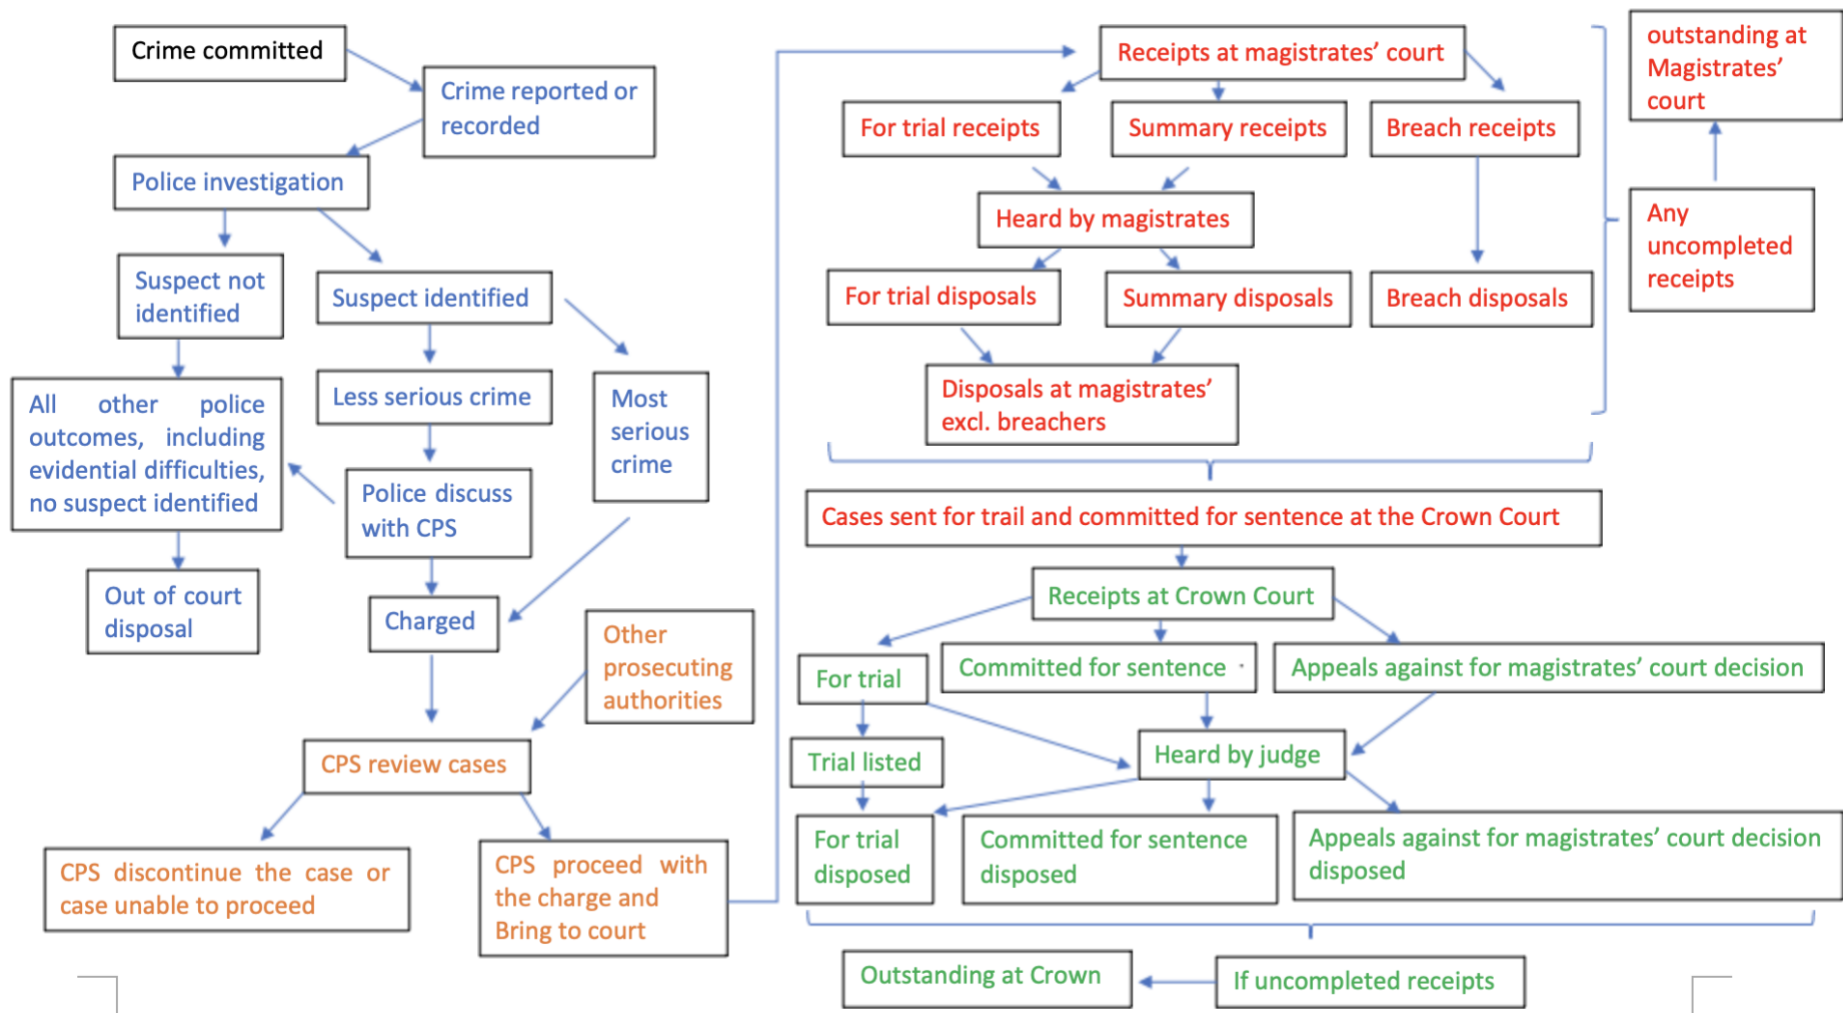 Crime committed
Crime reported or
recorded
Police investigation
Suspect not
identified
Suspect identified
Less serious crime
Most
serious
crime
All other police
outcomes, including
evidential difficulties,
no suspect identified
Police discuss
with CPS
Out of court
disposal
Charged
Other
prosecuting
authorities
CPS review cases
CPS discontinue the case or
case unable to proceed
CPS proceed with
the charge and
Bring to court
Receipts at magistrates’ court
For trial receipts
Summary receipts
Breach receipts
Heard by magistrates
For trial disposals
Summary disposals
Breach disposals
Disposals at magistrates’
excl. breachers
outstanding at
Magistrates’
court
Any
uncompleted
receipts
Cases sent for trail and committed for sentence at the Crown Court
Receipts at Crown Court
For trial
Committed for sentence
Appeals against for magistrates’ court decision
Trial listed
Heard by judge
For trial
disposed
Committed for sentence
disposed
Appeals against for magistrates’ court decision
disposed
Outstanding at Crown
If uncompleted receipts